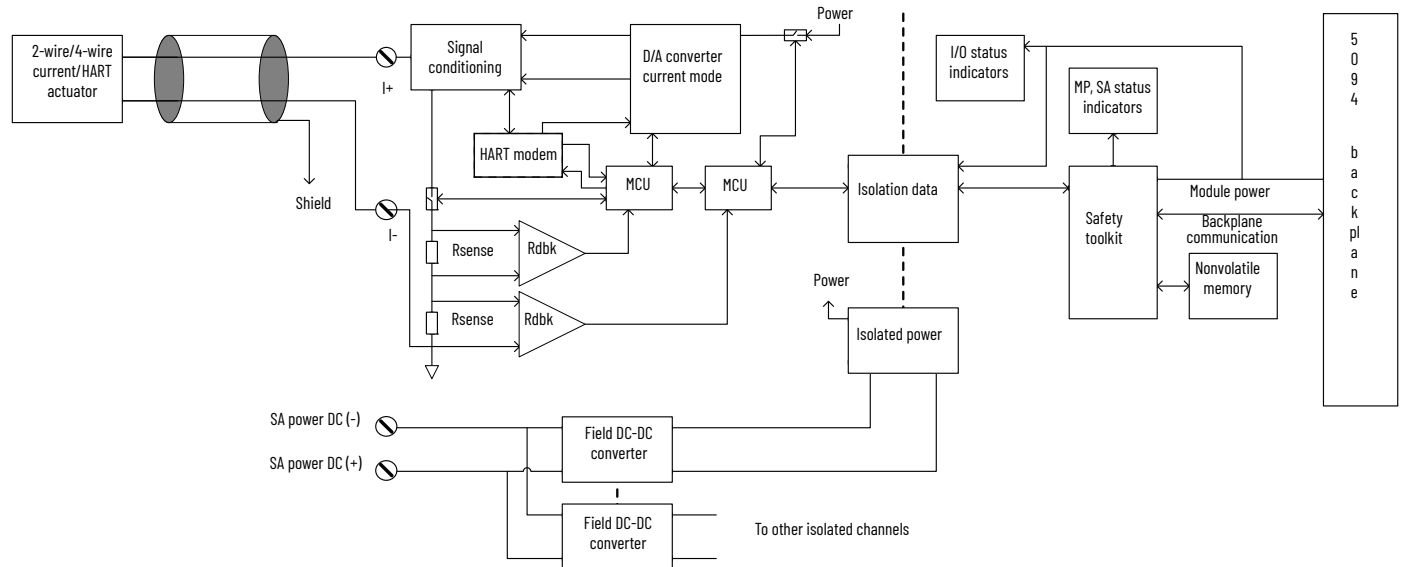 2-wire/4-wire
current/HART
actuator
Shield
I+
I-
Signal
conditioning
D/A converter
current mode
Power
HART modem
MCU
MCU
Rsense
Rdbk
Rsense
Rdbk
Isolation data
Power
Isolated power
I/O status
indicators
MP, SA status
indicators
Safety
toolkit
Module power
Backplane
communication
Nonvolatile
memory
5
0
9
4
b
a
c
k
pl
a
n
e
SA power DC (-)
SA power DC (+)
Field DC-DC
converter
Field DC-DC
converter
To other isolated channels